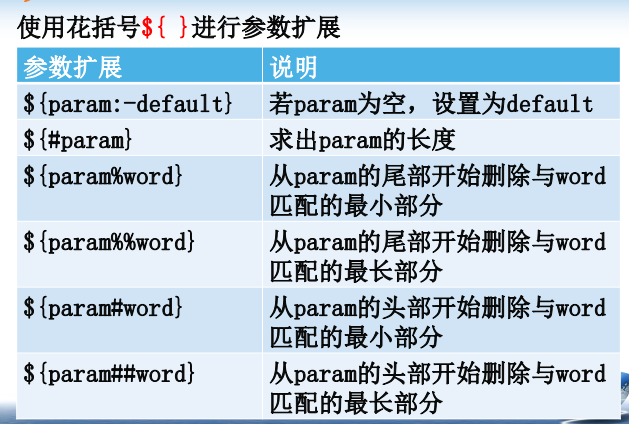 使用花括号${ }进行参数扩展
参数扩展 说明
${param:-default} 若param为空，设置为default
${#param} 求出param的长度
${param%word} 从param的尾部开始删除与word
匹配的最小部分
${param%%word} 从param的尾部开始删除与word
匹配的最长部分
${param#word} 从param的头部开始删除与word
匹配的最小部分
${param##word} 从param的头部开始删除与word
匹配的最长部分